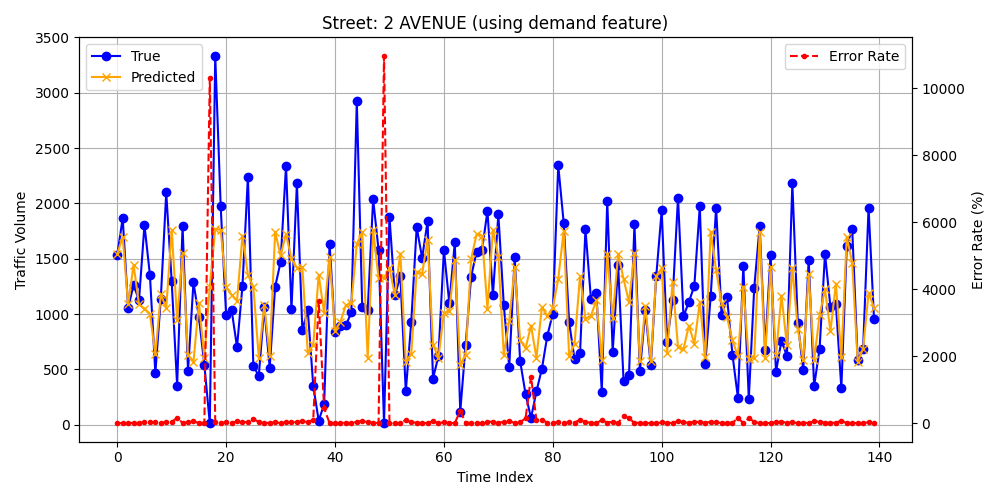 Street: 2 AVENUE (using demand feature)
True
Predicted
Error Rate
Traffic Volume
3500
3000
2500
2000
1500
1000
500
0
10000
8000
6000
4000
2000
0
Error Rate (%)
0 20 40 60 80 100 120 140
Time Index